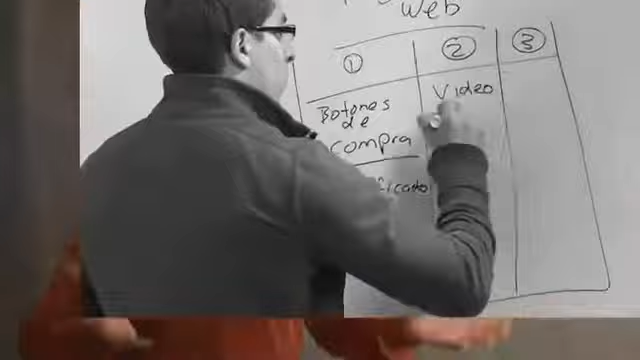 web
① ② ③
Botones
de
compra
Video